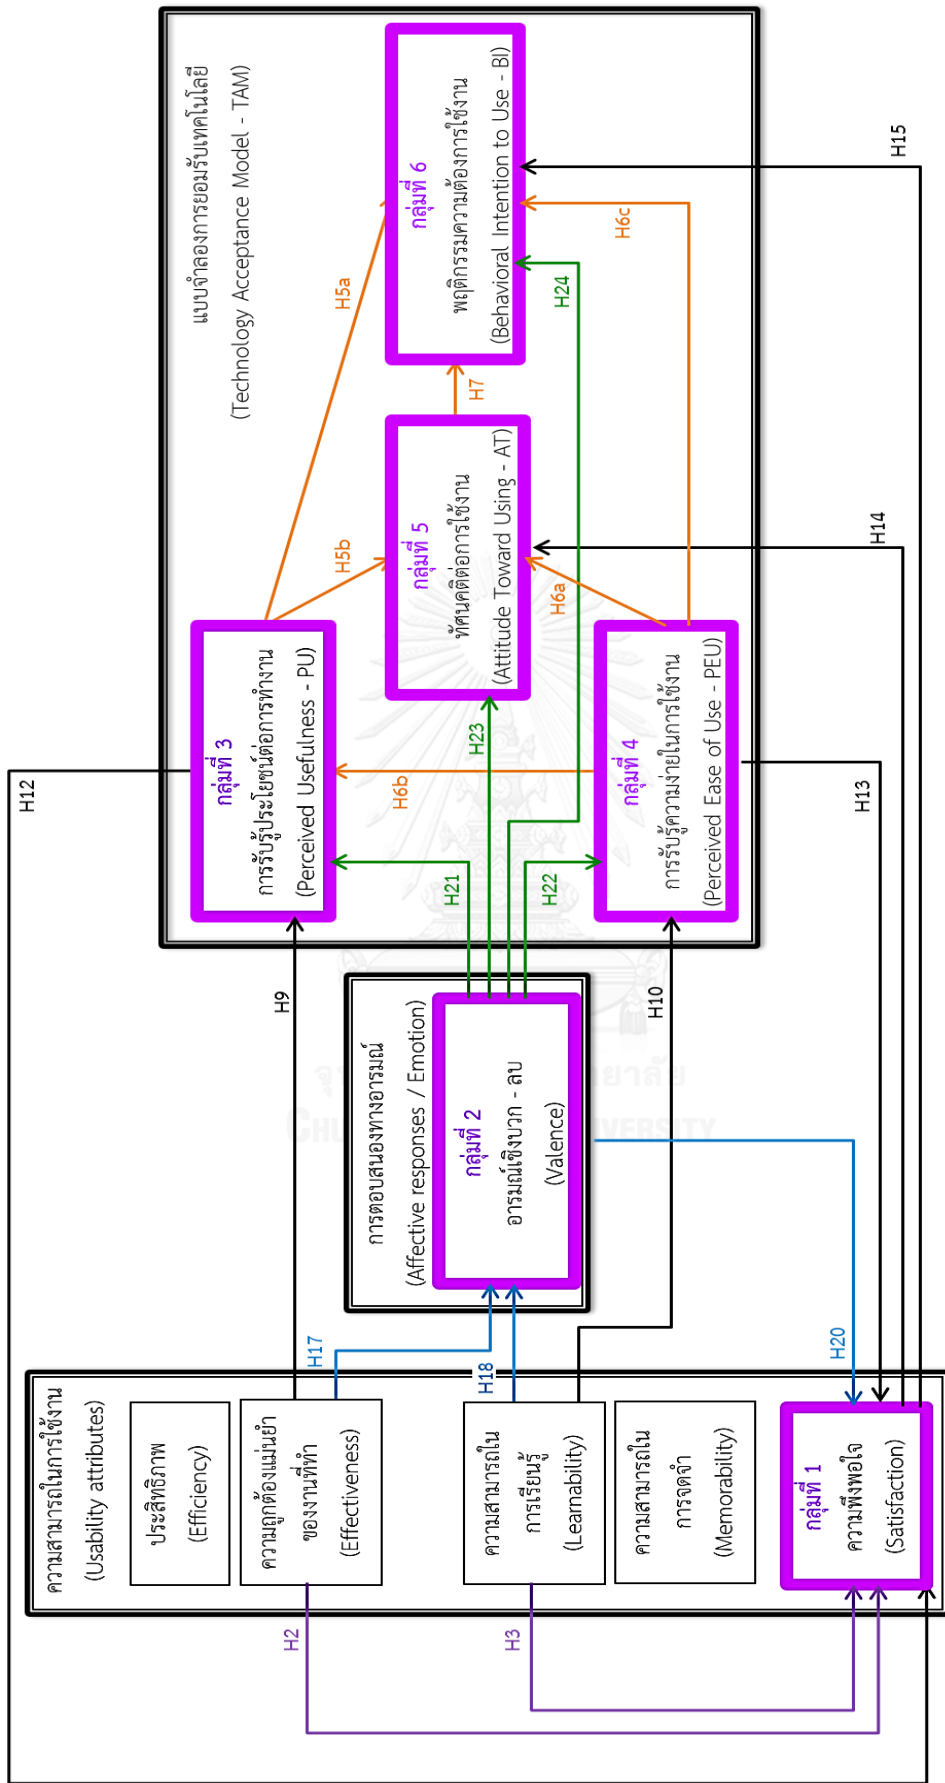 แบบจำลองการยอมรับเทคโนโลยี
(Technology Acceptance Model - TAM)
H12
กลุ่มที่ 3
การรับรู้ประโยชน์ต่อการทำงาน
(Perceived Usefulness - PU)
H5a
H5b
กลุ่มที่ 6
พฤติกรรมความต้องการใช้งาน
(Behavioral Intention to Use - BI)
H7
กลุ่มที่ 5
ทัศนคติต่อการใช้งาน
(Attitude Toward Using - AT)
H6b
H21
H23
H24
H22
H6a
H6c
กลุ่มที่ 4
การรับรู้ความง่ายในการใช้งาน
(Perceived Ease of Use - PEU)
H13
H14
H15
H9
H10
การตอบสนองทางอารมณ์
(Affective responses / Emotion)
กลุ่มที่ 2
อารมณ์เชิงบวก - ลบ
(Valence)
H17
H18
H20
ความสามารถในการใช้งาน
(Usability attributes)
ประสิทธิภาพ
(Efficiency)
ความถูกต้องแม่นยำ
ของงานที่ทำ
(Effectiveness)
ความสามารถใน
การเรียนรู้
(Learnability)
ความสามารถใน
การจดจำ
(Memorability)
กลุ่มที่ 1
ความพึงพอใจ
(Satisfaction)
H2
H3